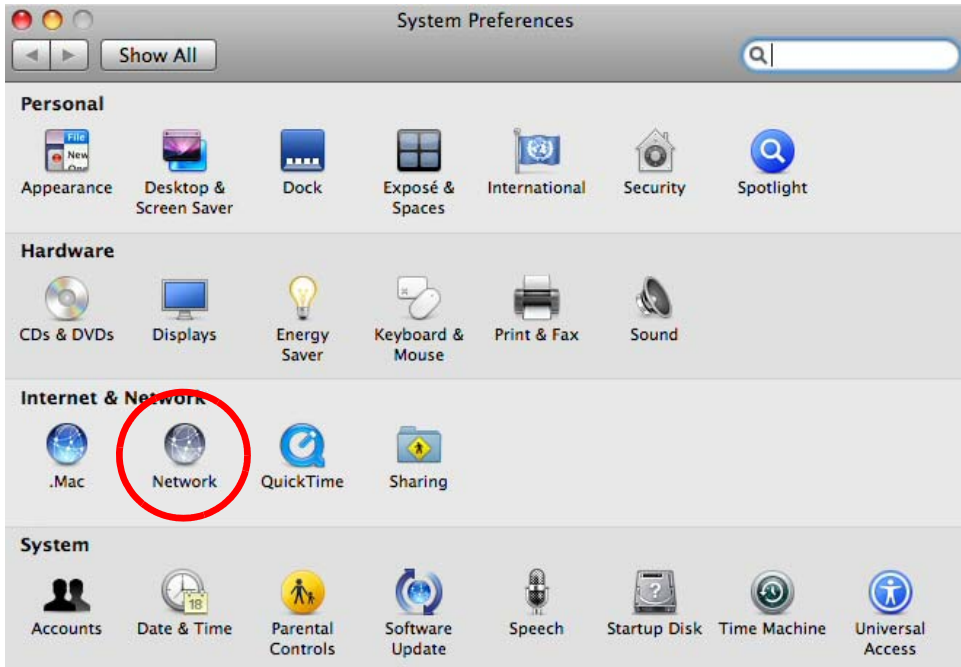 System Preferences
Show All
Personal
File
New
Appearance
Desktop &
Screen Saver
Dock
Exposé &
Spaces
International
Security
Spotlight
Hardware
CDs & DVDs
Displays
Energy
Saver
Keyboard &
Mouse
Print & Fax
Sound
Internet & Network
.Mac
Network
QuickTime
Sharing
System
18
?
Accounts
Date & Time
Parental
Controls
Software
Update
Speech
Startup Disk
Time Machine
Universal
Access